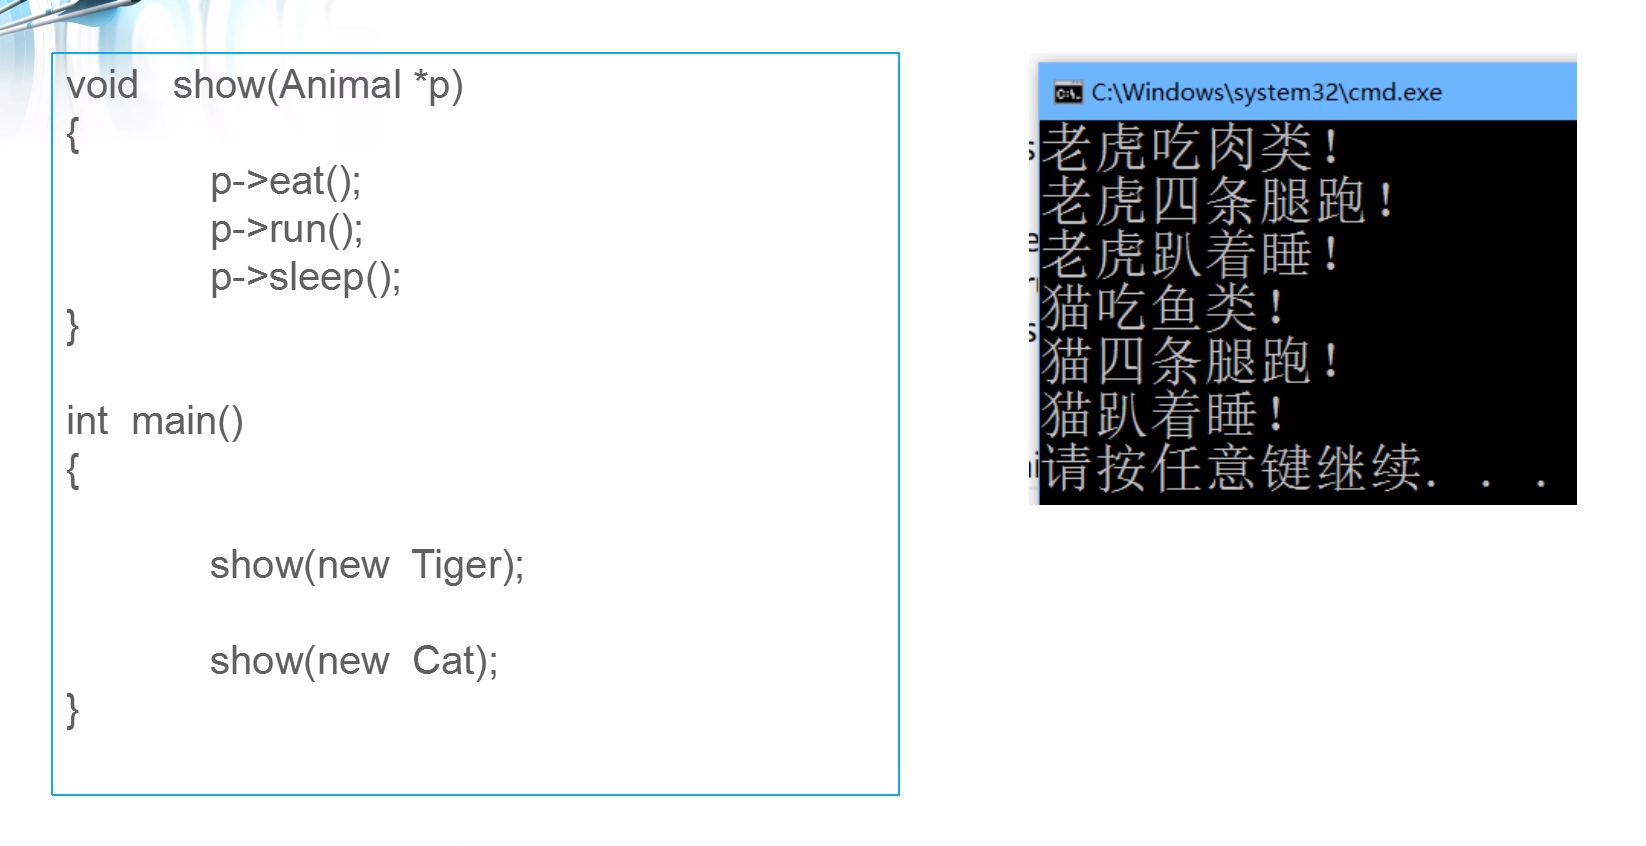 void show(Animal *p)
{
p->eat();
p->run();
p->sleep();
}
int main()
{
show(new Tiger);
show(new Cat);
}
C:\Windows\system32\cmd.exe
老虎吃肉类！
老虎四条腿跑！
老虎趴着睡！
猫吃鱼类！
猫四条腿跑！
猫趴着睡！
请按任意键继续. . .